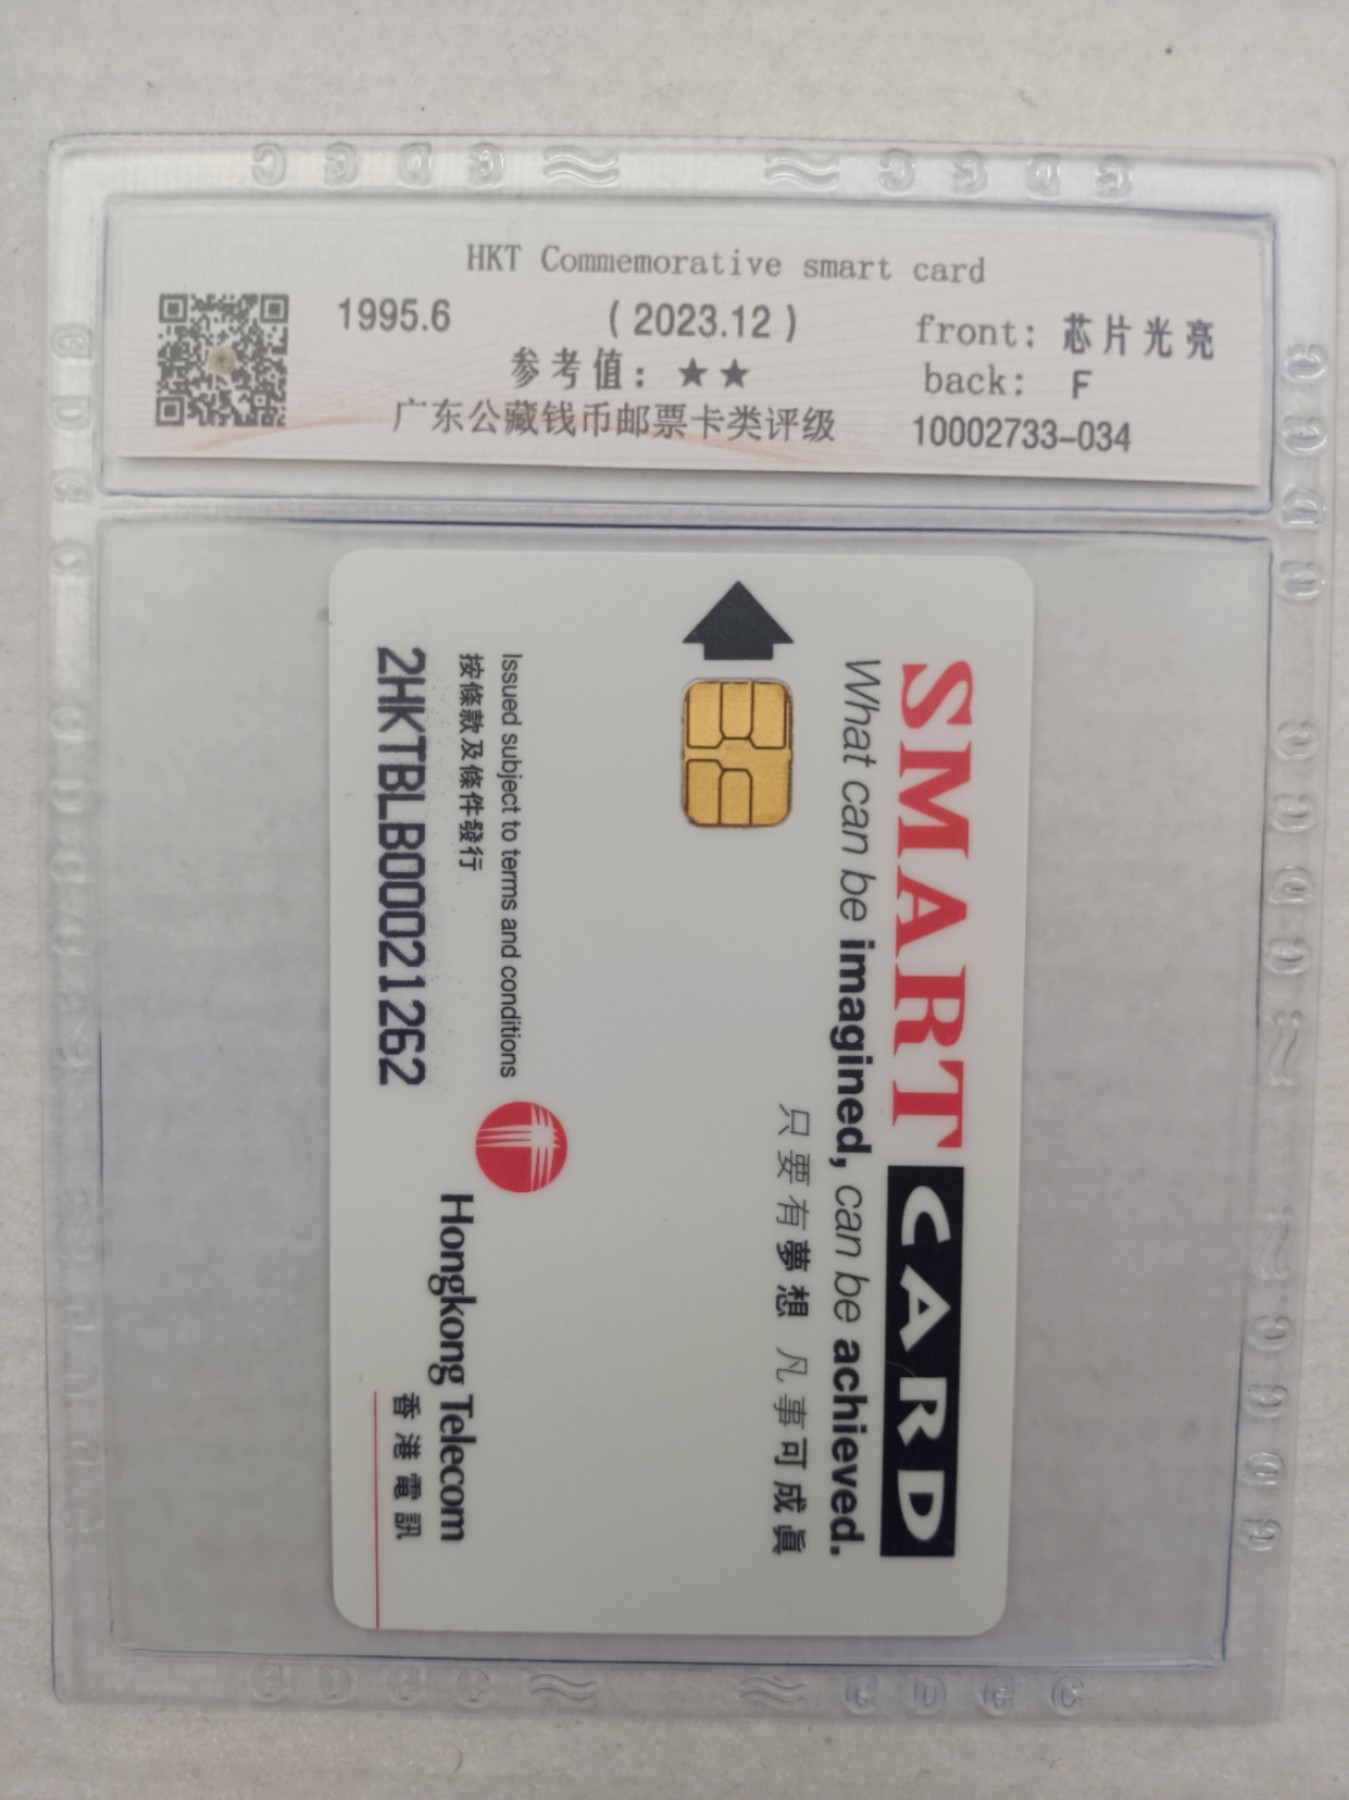 HKT Commemorative smart card
1995.6
( 2023.12 )
参考值：★★
广东公藏钱币邮票卡类评级
front: 芯片光亮
back: F
10002733-034
SMART CARD
What can be imagined, can be achieved.
只要有夢想 凡事可成眞
Issued subject to terms and conditions
按條款及條件發行
2HKTBLB00021262
Hongkong Telecom
香港電訊